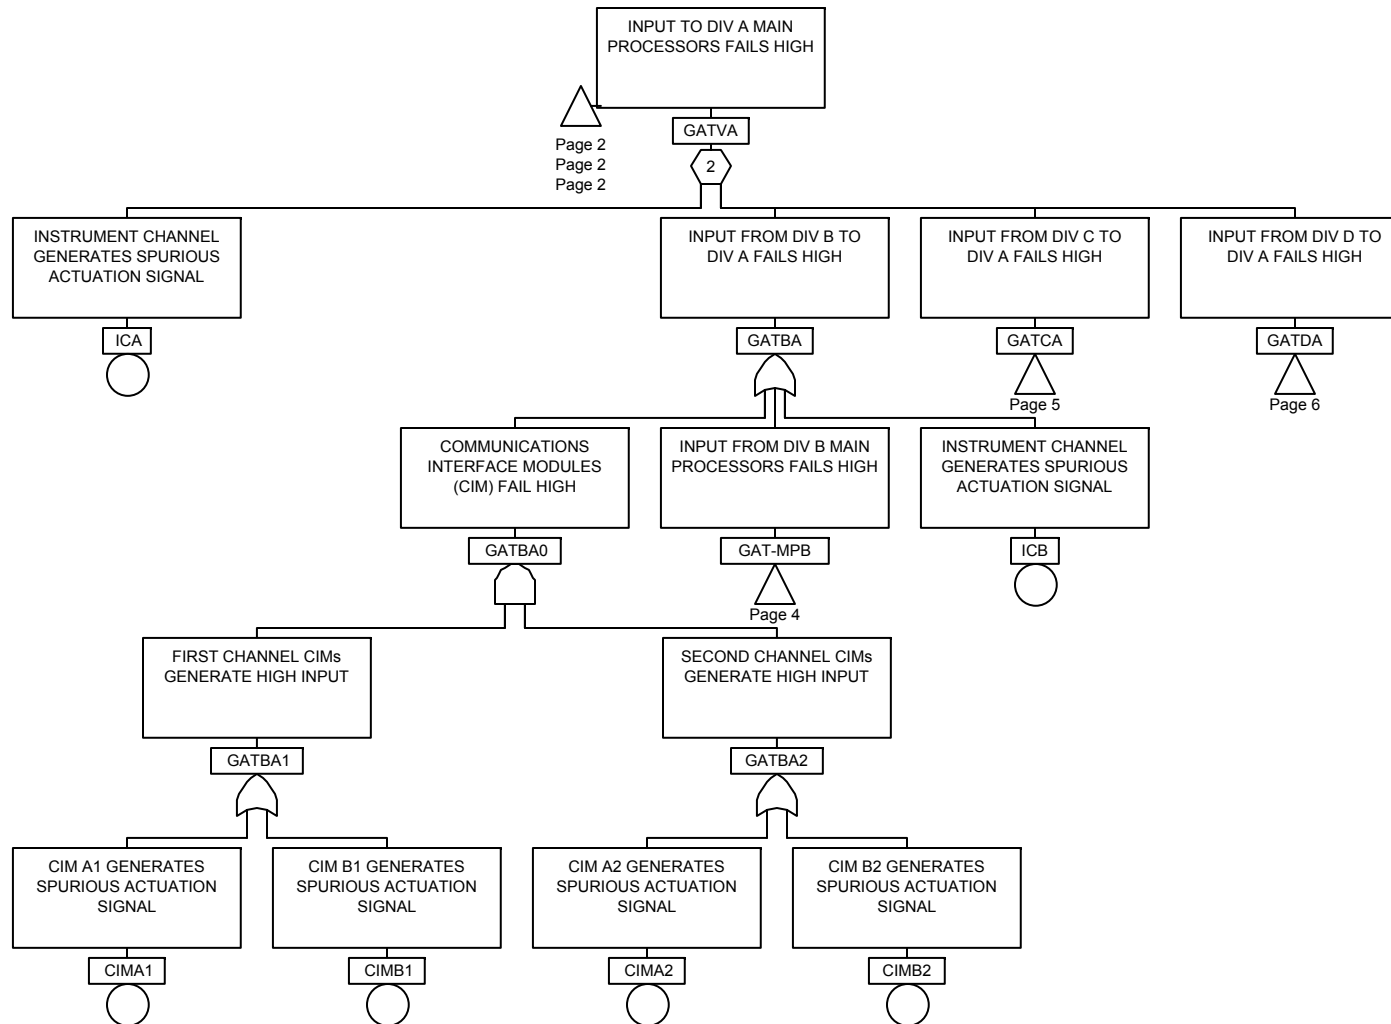 INPUT TO DIV A MAIN
PROCESSORS FAILS HIGH
GATVA
Page 2
Page 2
Page 2
2
INSTRUMENT CHANNEL
GENERATES SPURIOUS
ACTUATION SIGNAL
ICA
INPUT FROM DIV B TO
DIV A FAILS HIGH
GATBA
INPUT FROM DIV C TO
DIV A FAILS HIGH
GATCA
Page 5
INPUT FROM DIV D TO
DIV A FAILS HIGH
GATDA
Page 6
COMMUNICATIONS
INTERFACE MODULES
(CIM) FAIL HIGH
GATBA0
INPUT FROM DIV B MAIN
PROCESSORS FAILS HIGH
GAT-MPB
Page 4
INSTRUMENT CHANNEL
GENERATES SPURIOUS
ACTUATION SIGNAL
ICB
FIRST CHANNEL CIMs
GENERATE HIGH INPUT
GATBA1
SECOND CHANNEL CIMs
GENERATE HIGH INPUT
GATBA2
CIM A1 GENERATES
SPURIOUS ACTUATION
SIGNAL
CIMA1
CIM B1 GENERATES
SPURIOUS ACTUATION
SIGNAL
CIMB1
CIM A2 GENERATES
SPURIOUS ACTUATION
SIGNAL
CIMA2
CIM B2 GENERATES
SPURIOUS ACTUATION
SIGNAL
CIMB2